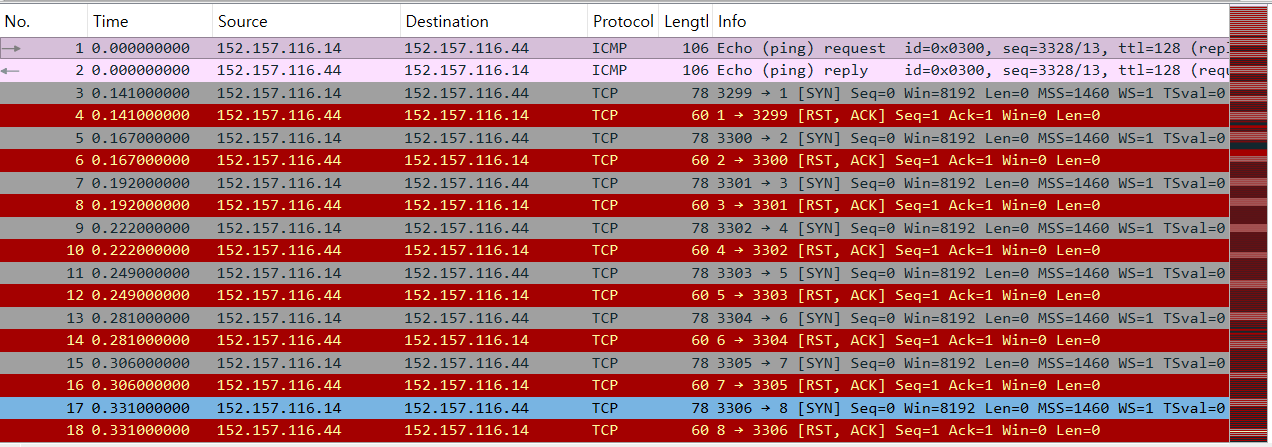 No. Time Source Destination Protocol Lengtl Info
1 0.000000000 152.157.116.14 152.157.116.44 ICMP 106 Echo (ping) request id=0x0300, seq=3328/13, ttl=128 (repl
2 0.000000000 152.157.116.44 152.157.116.14 ICMP 106 Echo (ping) reply id=0x0300, seq=3328/13, ttl=128 (requ
3 0.141000000 152.157.116.14 152.157.116.44 TCP 78 3299 → 1 [SYN] Seq=0 Win=8192 Len=0 MSS=1460 WS=1 TSval=0
4 0.141000000 152.157.116.44 152.157.116.14 TCP 60 1 → 3299 [RST, ACK] Seq=1 Ack=1 Win=0 Len=0
5 0.167000000 152.157.116.14 152.157.116.44 TCP 78 3300 → 2 [SYN] Seq=0 Win=8192 Len=0 MSS=1460 WS=1 TSval=0
6 0.167000000 152.157.116.44 152.157.116.14 TCP 60 2 → 3300 [RST, ACK] Seq=1 Ack=1 Win=0 Len=0
7 0.192000000 152.157.116.14 152.157.116.44 TCP 78 3301 → 3 [SYN] Seq=0 Win=8192 Len=0 MSS=1460 WS=1 TSval=0
8 0.192000000 152.157.116.44 152.157.116.14 TCP 60 3 → 3301 [RST, ACK] Seq=1 Ack=1 Win=0 Len=0
9 0.222000000 152.157.116.14 152.157.116.44 TCP 78 3302 → 4 [SYN] Seq=0 Win=8192 Len=0 MSS=1460 WS=1 TSval=0
10 0.222000000 152.157.116.44 152.157.116.14 TCP 60 4 → 3302 [RST, ACK] Seq=1 Ack=1 Win=0 Len=0
11 0.249000000 152.157.116.14 152.157.116.44 TCP 78 3303 → 5 [SYN] Seq=0 Win=8192 Len=0 MSS=1460 WS=1 TSval=0
12 0.249000000 152.157.116.44 152.157.116.14 TCP 60 5 → 3303 [RST, ACK] Seq=1 Ack=1 Win=0 Len=0
13 0.281000000 152.157.116.14 152.157.116.44 TCP 78 3304 → 6 [SYN] Seq=0 Win=8192 Len=0 MSS=1460 WS=1 TSval=0
14 0.281000000 152.157.116.44 152.157.116.14 TCP 60 6 → 3304 [RST, ACK] Seq=1 Ack=1 Win=0 Len=0
15 0.306000000 152.157.116.14 152.157.116.44 TCP 78 3305 → 7 [SYN] Seq=0 Win=8192 Len=0 MSS=1460 WS=1 TSval=0
16 0.306000000 152.157.116.44 152.157.116.14 TCP 60 7 → 3305 [RST, ACK] Seq=1 Ack=1 Win=0 Len=0
17 0.331000000 152.157.116.14 152.157.116.44 TCP 78 3306 → 8 [SYN] Seq=0 Win=8192 Len=0 MSS=1460 WS=1 TSval=0
18 0.331000000 152.157.116.44 152.157.116.14 TCP 60 8 → 3306 [RST, ACK] Seq=1 Ack=1 Win=0 Len=0